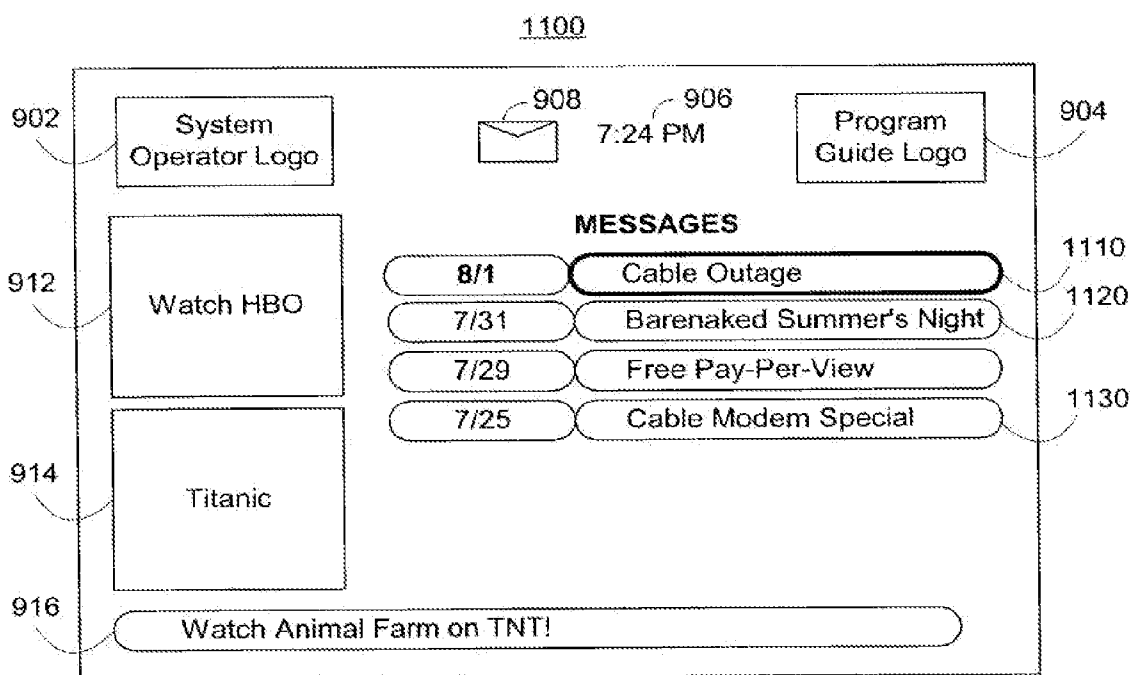 1100
902
System
Operator Logo
908
906
7:24 PM
Program
Guide Logo
904
MESSAGES
8/1 Cable Outage
1110
912
Watch HBO
7/31 Barenaked Summer's Night
1120
7/29 Free Pay-Per-View
7/25 Cable Modem Special
1130
914
Titanic
916
Watch Animal Farm on TNT!